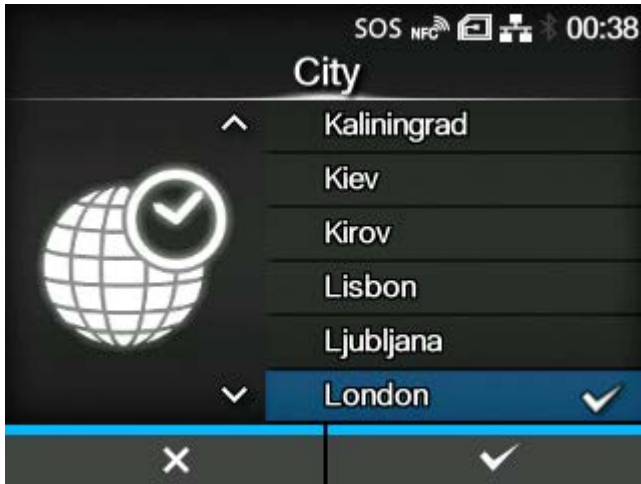 SOS NFC 00:38
City
Kaliningrad
Kiev
Kirov
Lisbon
Ljubljana
London